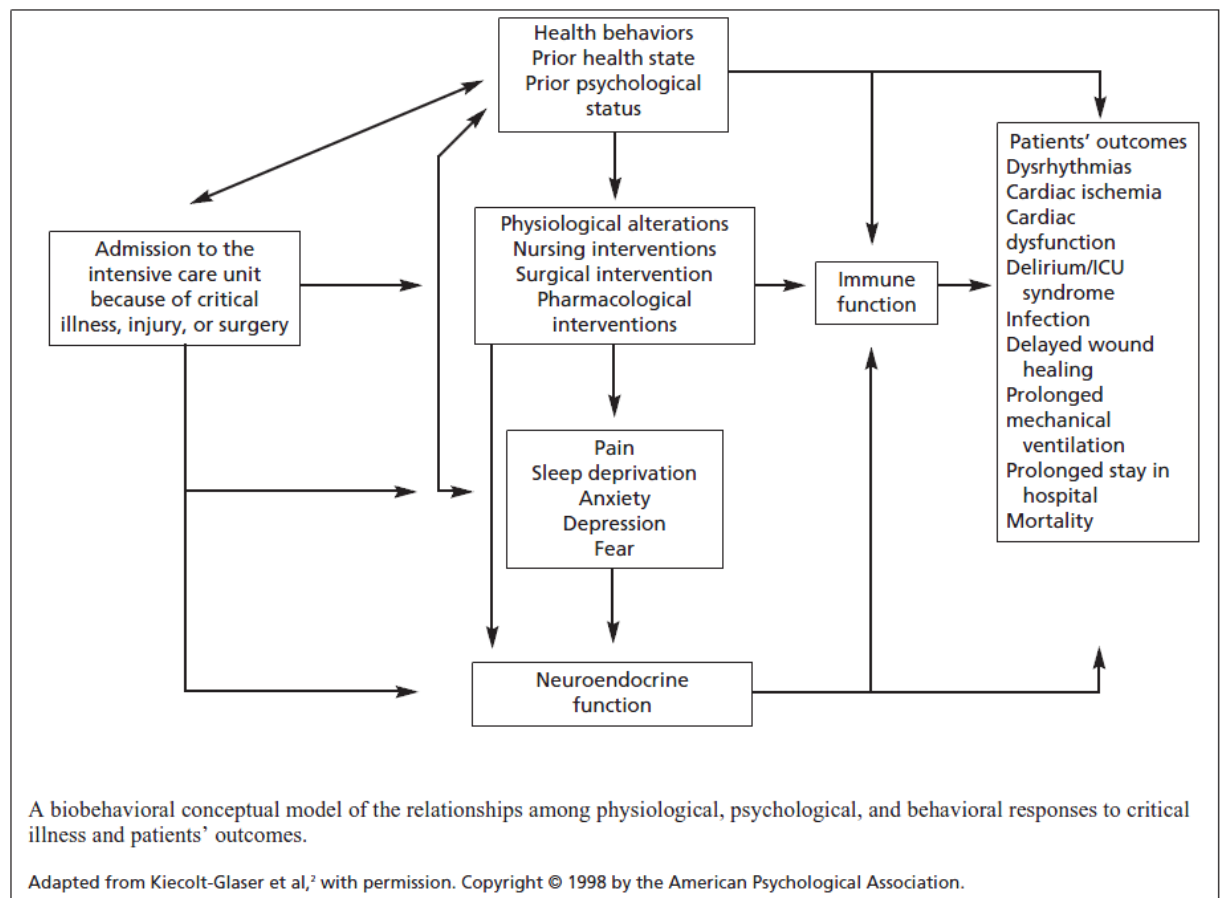 Health behaviors
Prior health state
Prior psychological
status
Admission to the
intensive care unit
because of critical
illness, injury, or surgery
Physiological alterations
Nursing interventions
Surgical intervention
Pharmacological
interventions
Immune
function
Patients’ outcomes
Dysrhythmias
Cardiac ischemia
Cardiac
dysfunction
Delirium/ICU
syndrome
Infection
Delayed wound
healing
Prolonged
mechanical
ventilation
Prolonged stay in
hospital
Mortality
Pain
Sleep deprivation
Anxiety
Depression
Fear
Neuroendocrine
function
A biobehavioral conceptual model of the relationships among physiological, psychological, and behavioral responses to critical
illness and patients’ outcomes.
Adapted from Kiecolt-Glaser et al,² with permission. Copyright © 1998 by the American Psychological Association.